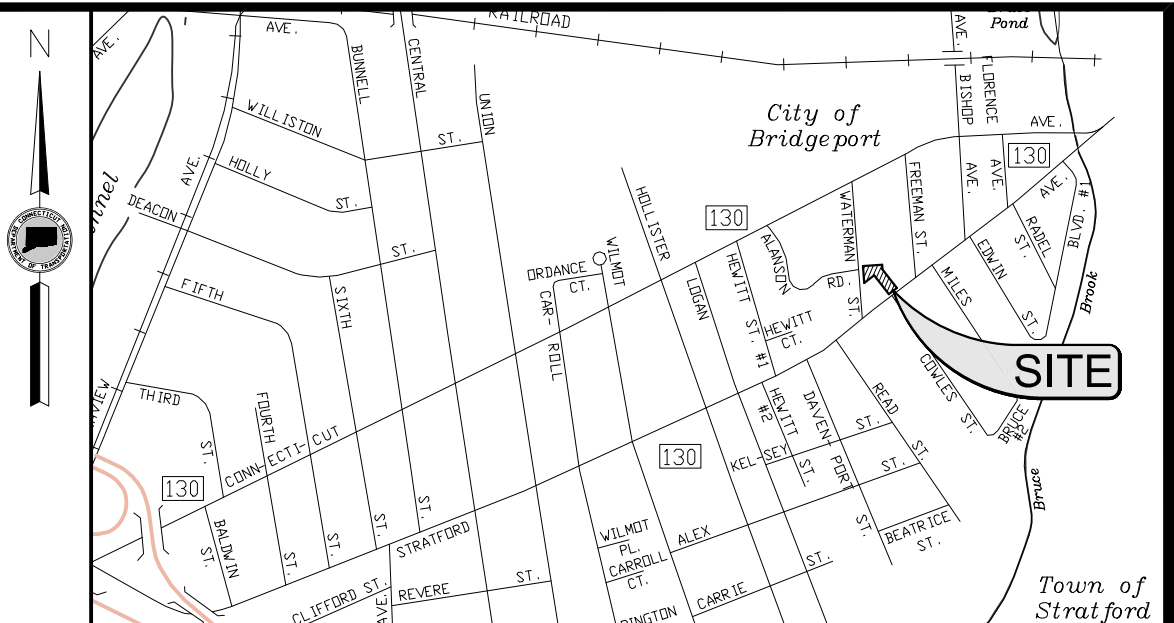 N
DEPARTMENT OF TRANSPORTATION
CONNECTICUT
RAILROAD
Pond
AVE.
AVE.
AVE.
BUNNELL
CENTRAL
UNION
WILLISTON
ST.
HOLLY
ST.
AVE.
DEACON
ST.
City of
Bridgeport
BISHOP
AVE.
FLORENCE
AVE.
AVE.
130
AVE.
FREEMAN ST.
WATERMAN
ST.
HOLLISTER
130
ALANSON
RD.
RADEL
ST.
BLVD. #1
EDWIN
ST.
Brook
MILES
WILMOT
ORDANCE
CT.
CAR-
ROLL
LOGAN
HEWITT
ST. #1
HEWITT
CT.
FIFTH
SIXTH
SITE
COWLES
ST.
BRUCE
#2
THIRD
ST.
FOURTH
CONN-ECTI-CUT
130
130
HEWITT
#2
ST.
DAVEN-
PORT
ST.
READ
ST.
ST.
ST.
KEL-SEY
BALDWIN
ST.
ST.
ST.
ST.
ST.
STRATFORD
AVE.
WILMOT
PL.
CARROLL
CT.
ALEX
BEATRICE
ST.
Bruce
CLIFFORD ST.
REVERE
ST.
CARRIE
ST.
Town of
Stratford